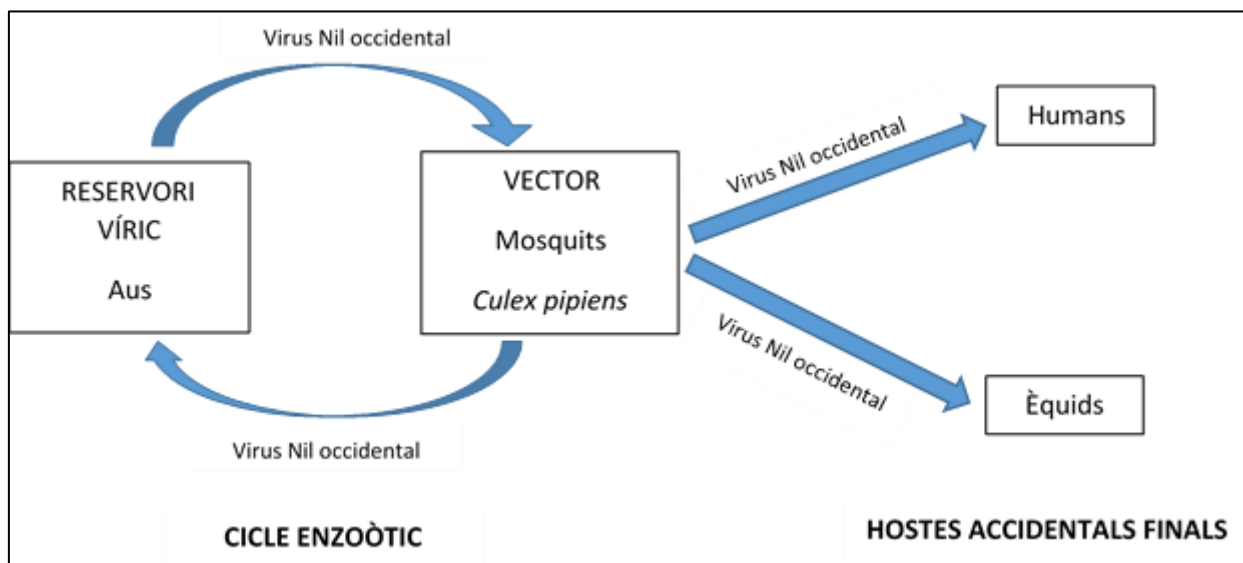 Virus Nil occidental
RESERVORI
VÍRIC
Aus
VECTOR
Mosquits
Culex pipiens
Virus Nil occidental
Humans
Virus Nil occidental
Èquids
Virus Nil occidental
CICLE ENZOÒTIC
HOSTES ACCIDENTALS FINALS